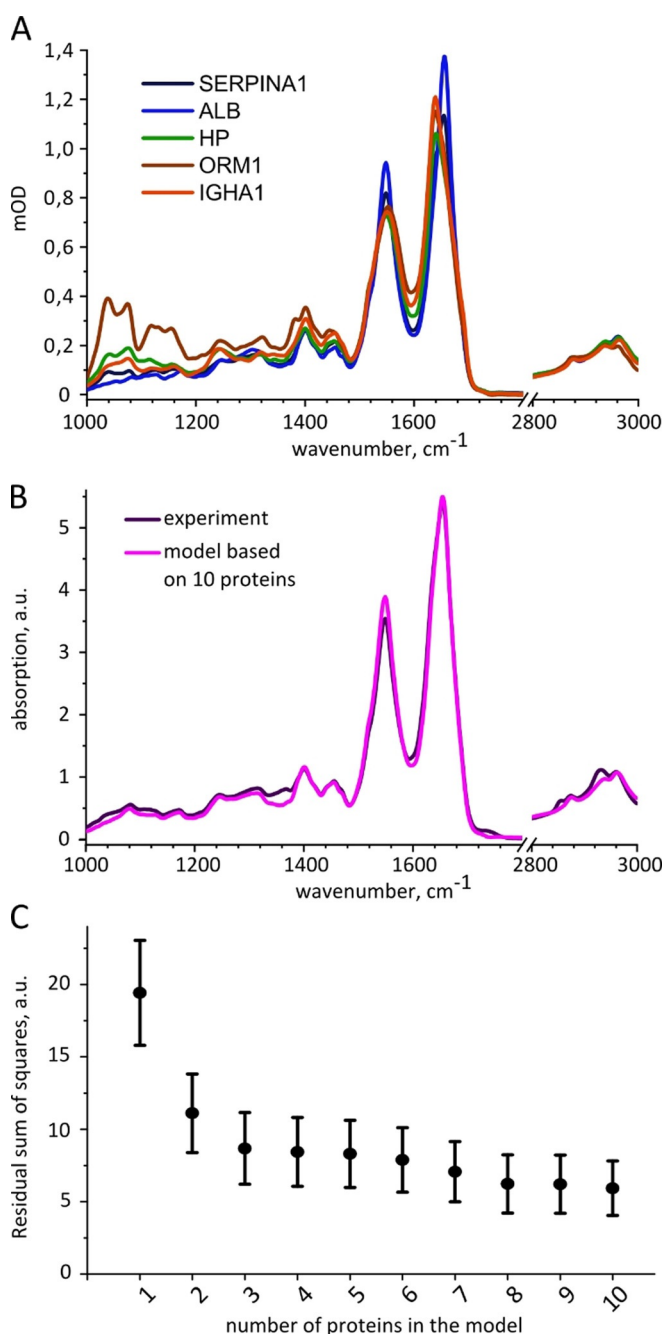 A
1,4
1,2
1,0
0,8
0,6
0,4
0,2
0
mOD
SERPINA1
ALB
HP
ORM1
IGHA1
1000 1200 1400 1600 2800 3000
wavenumber, cm-1
B
5
4
3
2
1
0
absorption, a.u.
experiment
model based
on 10 proteins
1000 1200 1400 1600 2800 3000
wavenumber, cm-1
C
20
15
10
5
0
Residual sum of squares, a.u.
1 2 3 4 5 6 7 8 9 10
number of proteins in the model